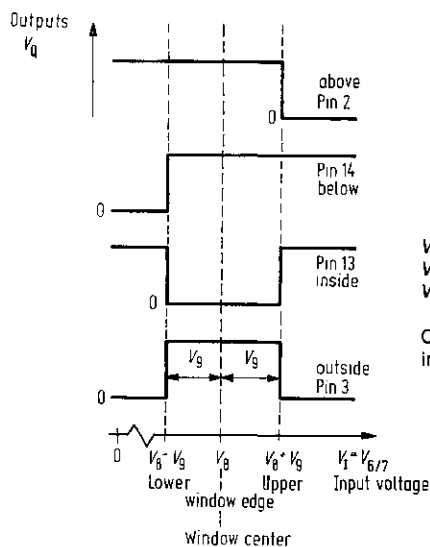 Outputs
V_Q
above
Pin 2
0
Pin 14
below
0
Pin 13
inside
0
V_9 V_9
outside
Pin 3
0
0 V_8 - V_9 V_8 V_8 + V_9 V_I = V_6/7
Lower Upper Input voltage
window edge
Window center
V
V
V
C
in